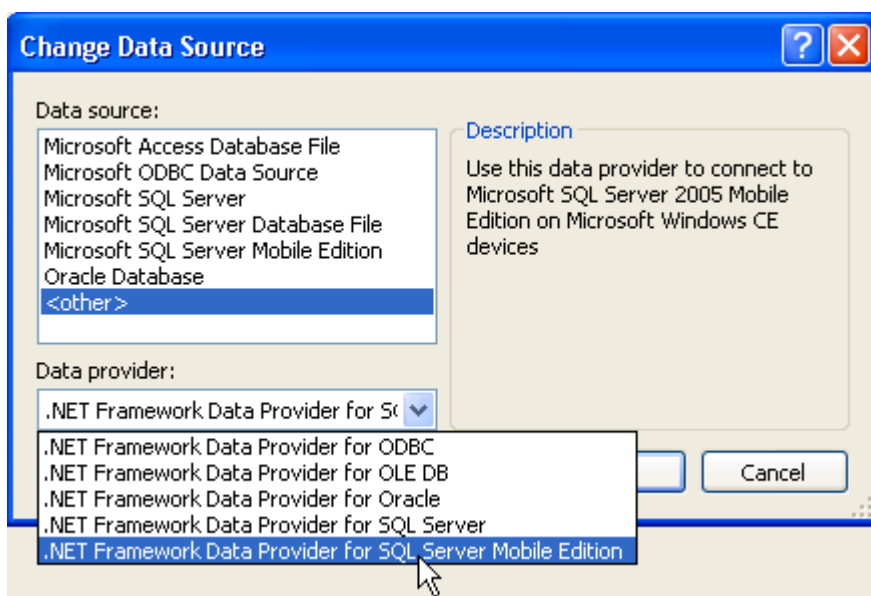 Change Data Source
Data source:
Microsoft Access Database File
Microsoft ODBC Data Source
Microsoft SQL Server
Microsoft SQL Server Database File
Microsoft SQL Server Mobile Edition
Oracle Database
<other>
Description
Use this data provider to connect to
Microsoft SQL Server 2005 Mobile
Edition on Microsoft Windows CE
devices
Data provider:
.NET Framework Data Provider for
.NET Framework Data Provider for ODBC
.NET Framework Data Provider for OLE DB
.NET Framework Data Provider for Oracle
.NET Framework Data Provider for SQL Server
.NET Framework Data Provider for SQL Server Mobile Edition
Cancel